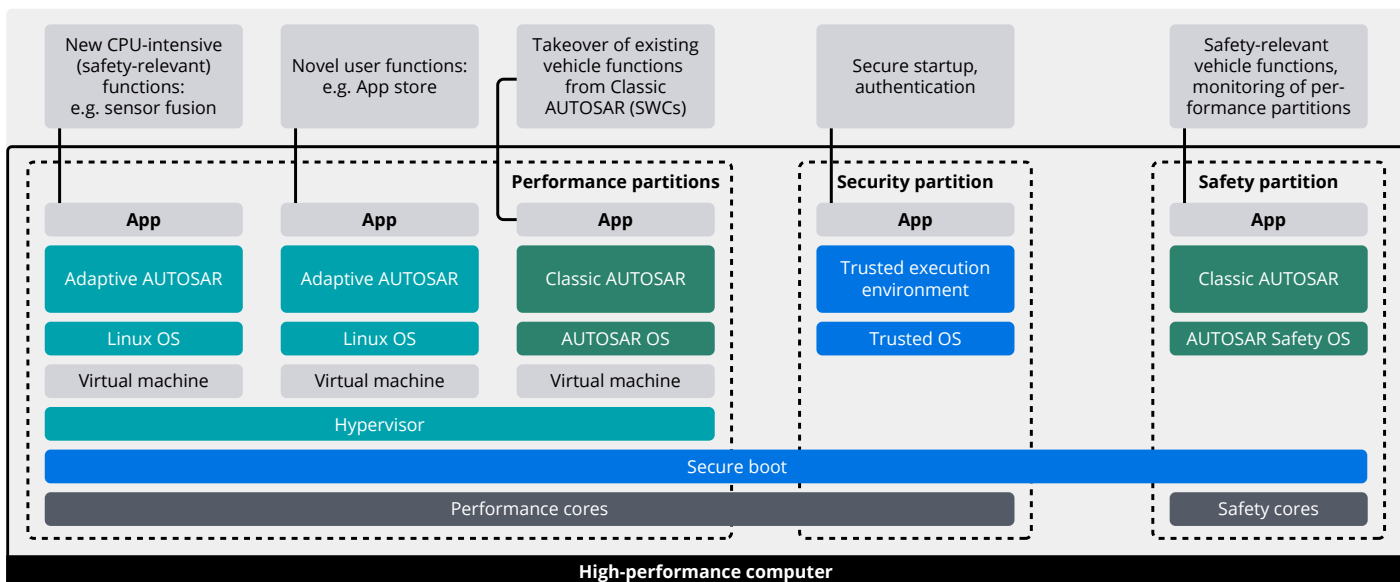 New CPU-intensive
(safety-relevant)
functions:
e.g. sensor fusion
Novel user functions:
e.g. App store
Takeover of existing
vehicle functions
from Classic
AUTOSAR (SWCs)
Secure startup,
authentication
Safety-relevant
vehicle functions,
monitoring of per-
formance partitions
Performance partitions
Security partition
Safety partition
App
App
App
App
App
Adaptive AUTOSAR
Adaptive AUTOSAR
Classic AUTOSAR
Trusted execution
environment
Classic AUTOSAR
Linux OS
Linux OS
AUTOSAR OS
Trusted OS
AUTOSAR Safety OS
Virtual machine
Virtual machine
Virtual machine
Hypervisor
Secure boot
Performance cores
Safety cores
High-performance computer